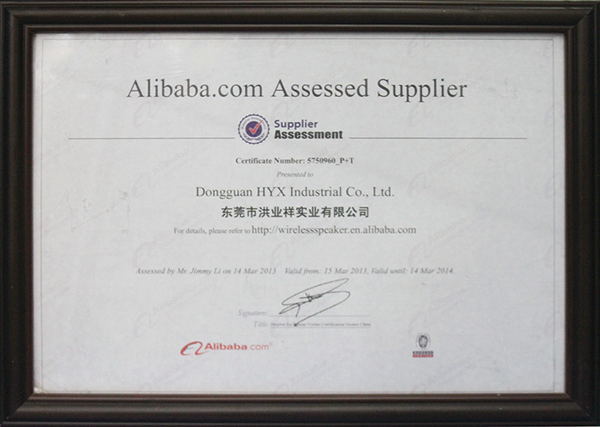 Alibaba.com Assessed Supplier
Supplier
Assessment
Certificate Number: 5750960_P+T
Presented to
Dongguan HYX Industrial Co., Ltd.
东莞市洪业祥实业有限公司
For details, please refer to http://wirelessspeaker.en.alibaba.com
Assessed by Mr. Jimmy Li on 14 Mar 2013 Valid from: 15 Mar 2013, Valid until: 14 Mar 2014
Signature:
Title:
Alibaba.com®